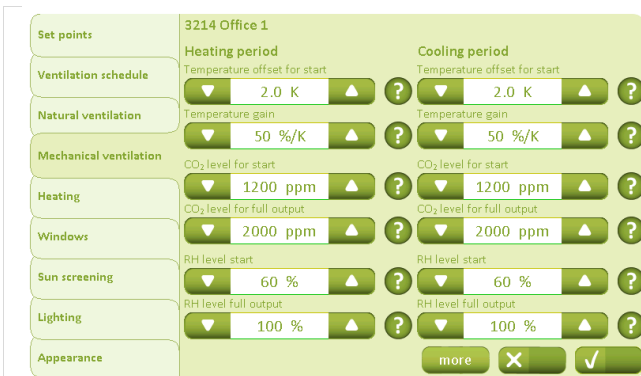 Set points
Ventilation schedule
Natural ventilation
Mechanical ventilation
Heating
Windows
Sun screening
Lighting
Appearance
3214 Office 1
Heating period
Temperature offset for start
2.0 K
?
Temperature gain
50 %/K
?
CO₂ level for start
1200 ppm
?
CO₂ level for full output
2000 ppm
?
RH level start
60 %
?
RH level full output
100 %
?
Cooling period
Temperature offset for start
2.0 K
?
Temperature gain
50 %/K
?
CO₂ level for start
1200 ppm
?
CO₂ level for full output
2000 ppm
?
RH level start
60 %
?
RH level full output
100 %
?
more